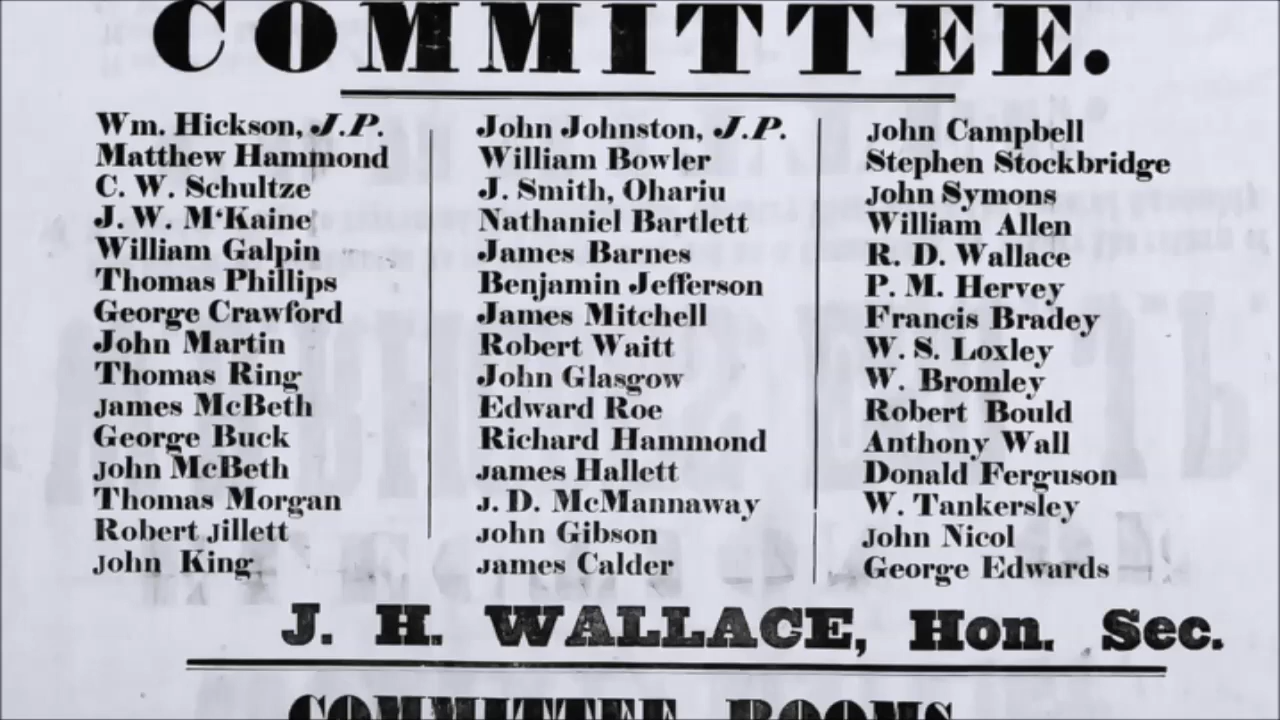 COMMITTEE.
Wm. Hickson, J.P.
Matthew Hammond
C. W. Schultze
J. W. M‘Kaine
William Galpin
Thomas Phillips
George Crawford
John Martin
Thomas Ring
James McBeth
George Buck
John McBeth
Thomas Morgan
Robert Jillett
John King
John Johnston, J.P.
William Bowler
J. Smith, Ohariu
Nathaniel Bartlett
James Barnes
Benjamin Jefferson
James Mitchell
Robert Waitt
John Glasgow
Edward Roe
Richard Hammond
James Hallett
J. D. McMannaway
John Gibson
James Calder
John Campbell
Stephen Stockbridge
John Symons
William Allen
R. D. Wallace
P. M. Hervey
Francis Bradey
W. S. Loxley
W. Bromley
Robert Bould
Anthony Wall
Donald Ferguson
W. Tankersley
John Nicol
George Edwards
J. H. WALLACE, Hon. Sec.
COMMITTEE ROOMS